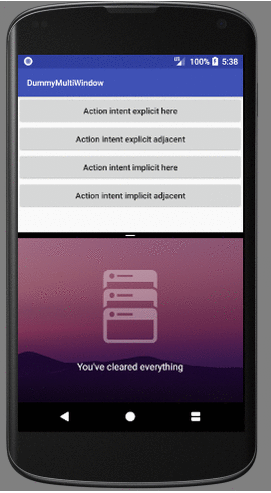 100% 5:38
DummyMultiWindow
Action intent explicit here
Action intent explicit adjacent
Action intent implicit here
Action intent implicit adjacent
You've cleared everything